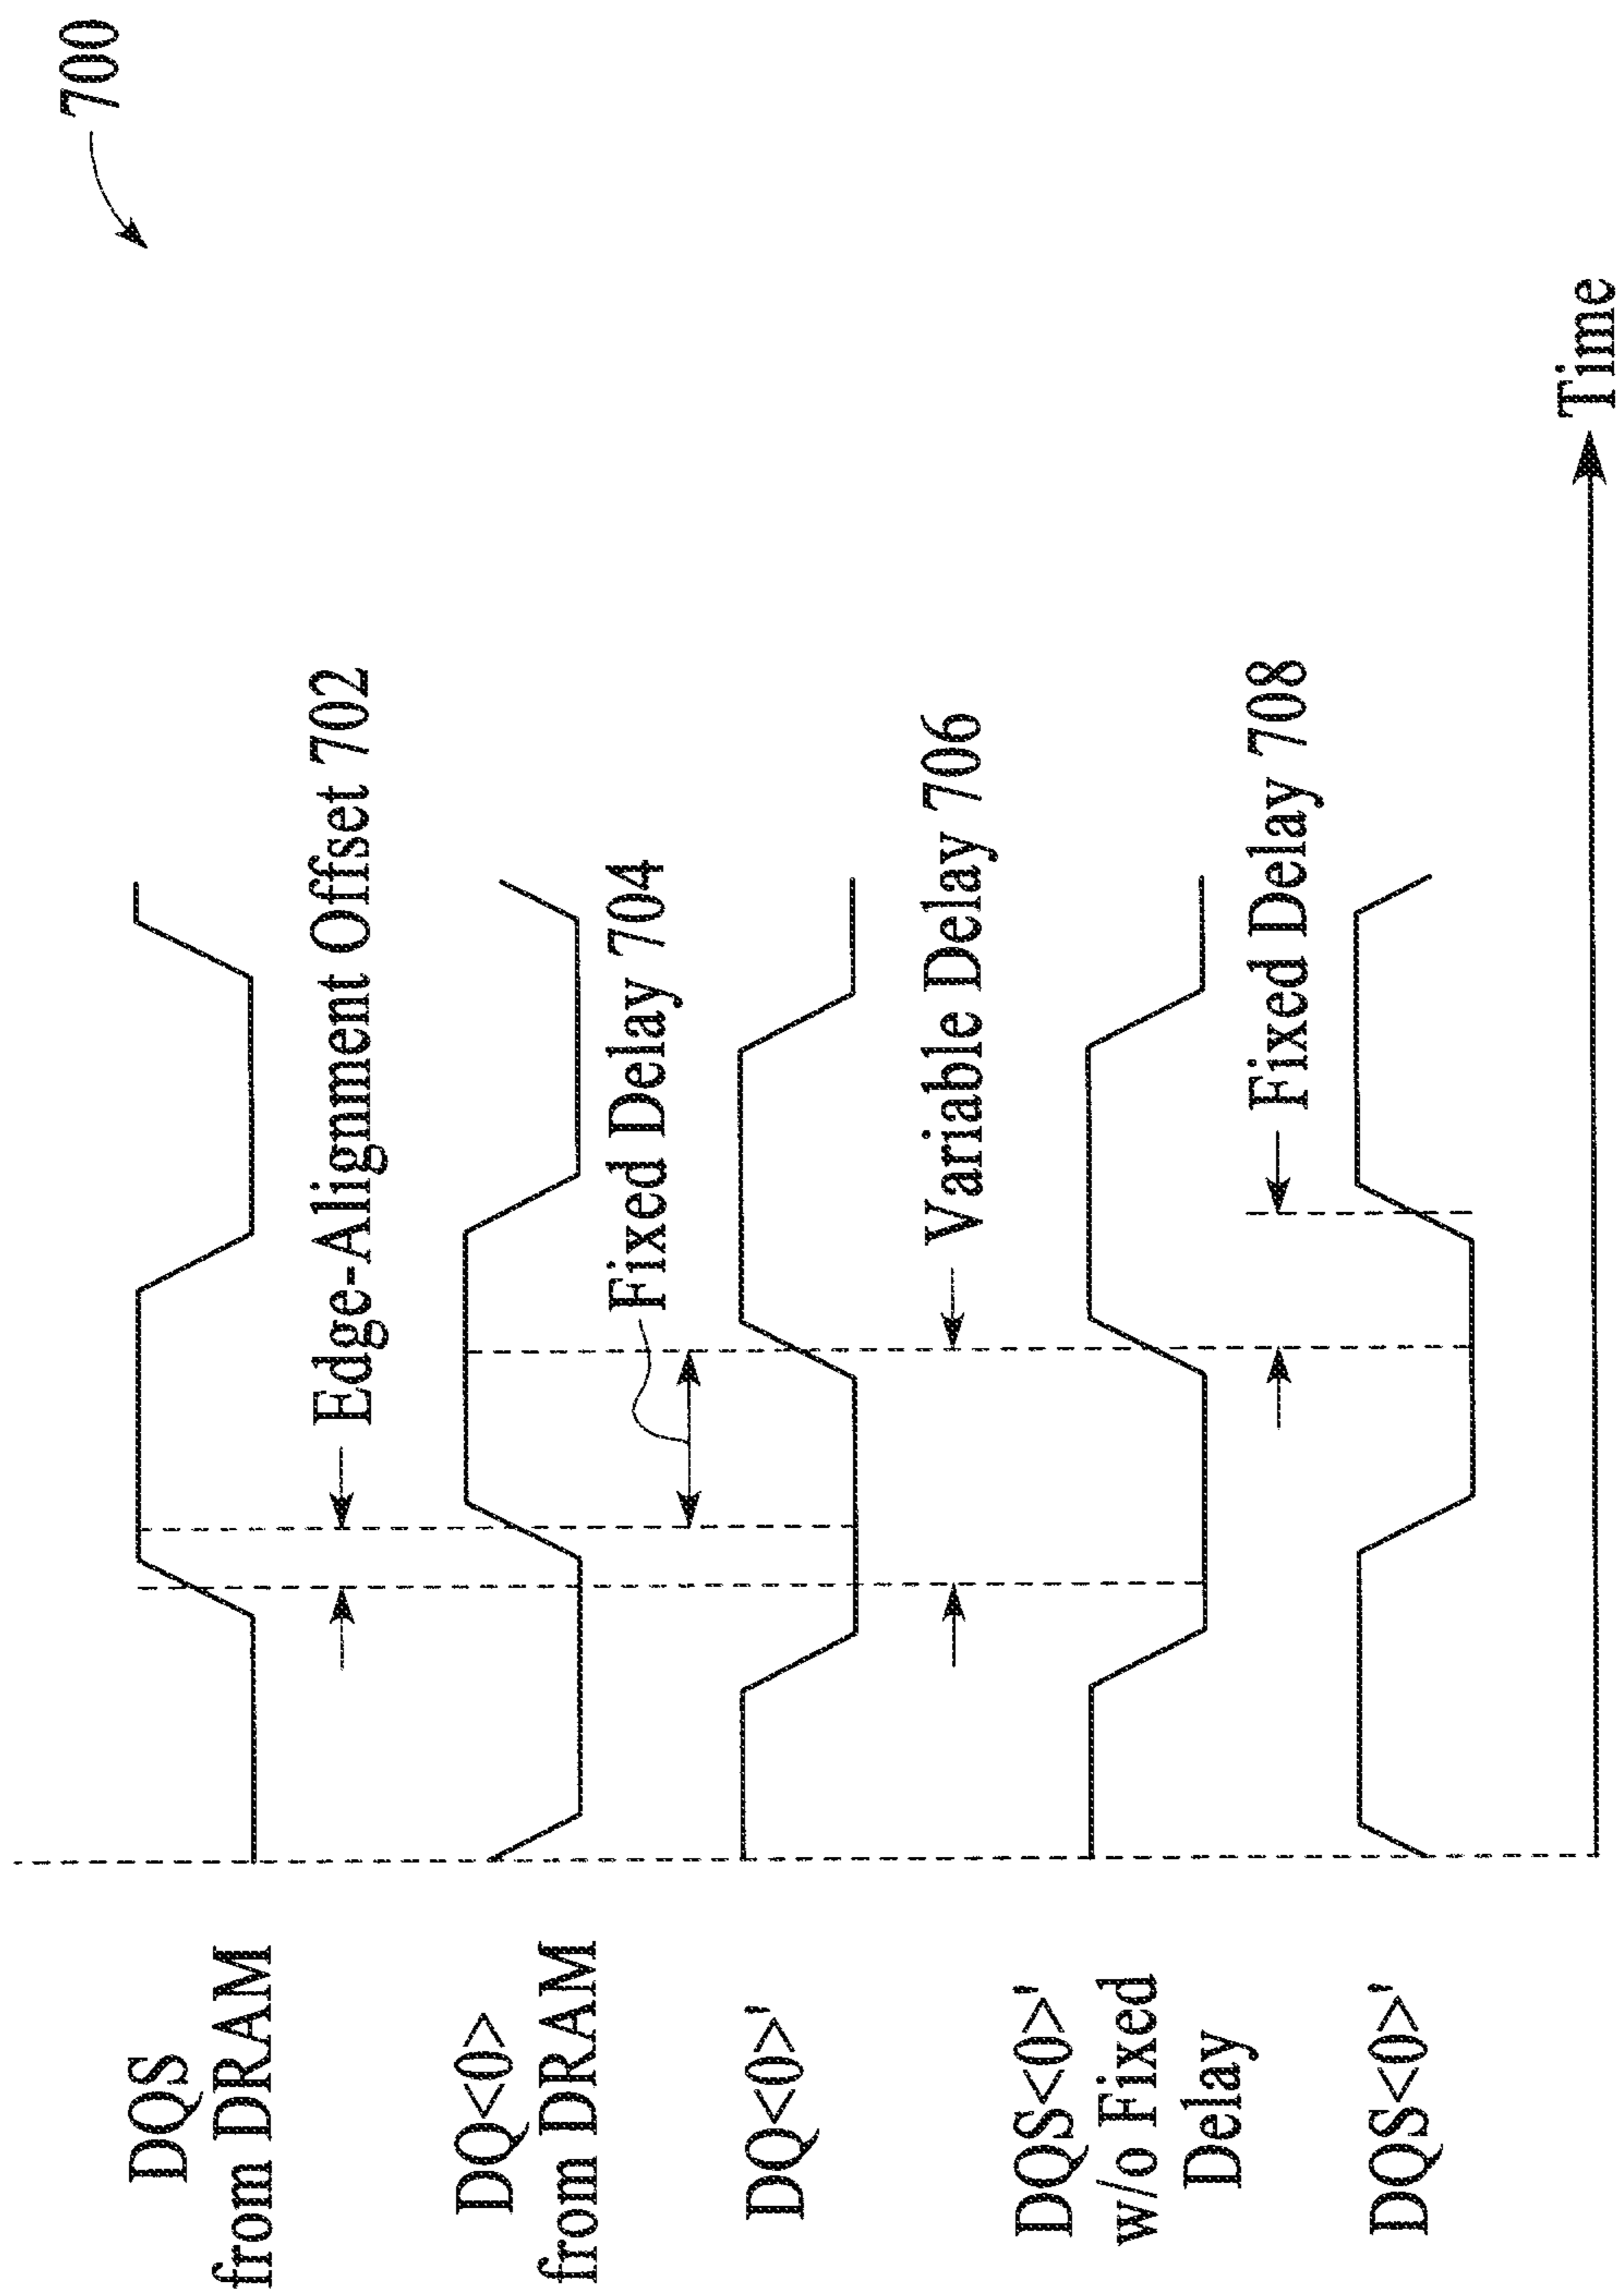 700
DQS
from DRAM
Edge-Alignment Offset 702
DQ<0>
from DRAM
Fixed Delay 704
DQ<0>'
Variable Delay 706
DQS<0>'
w/o Fixed
Delay
Fixed Delay 708
DQS<0>'
Time